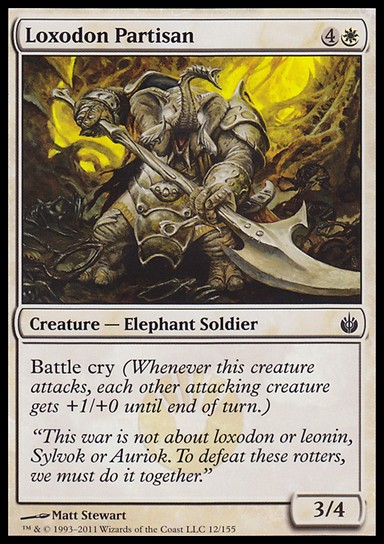 Loxodon Partisan 4
Creature — Elephant Soldier
Battle cry (Whenever this creature
attacks, each other attacking creature
gets +1/+0 until end of turn.)
“This war is not about loxodon or leonin,
Sylvok or Auriok. To defeat these rotters,
we must do it together.”
Matt Stewart
™ & © 1993–2011 Wizards of the Coast LLC 12/155
3/4